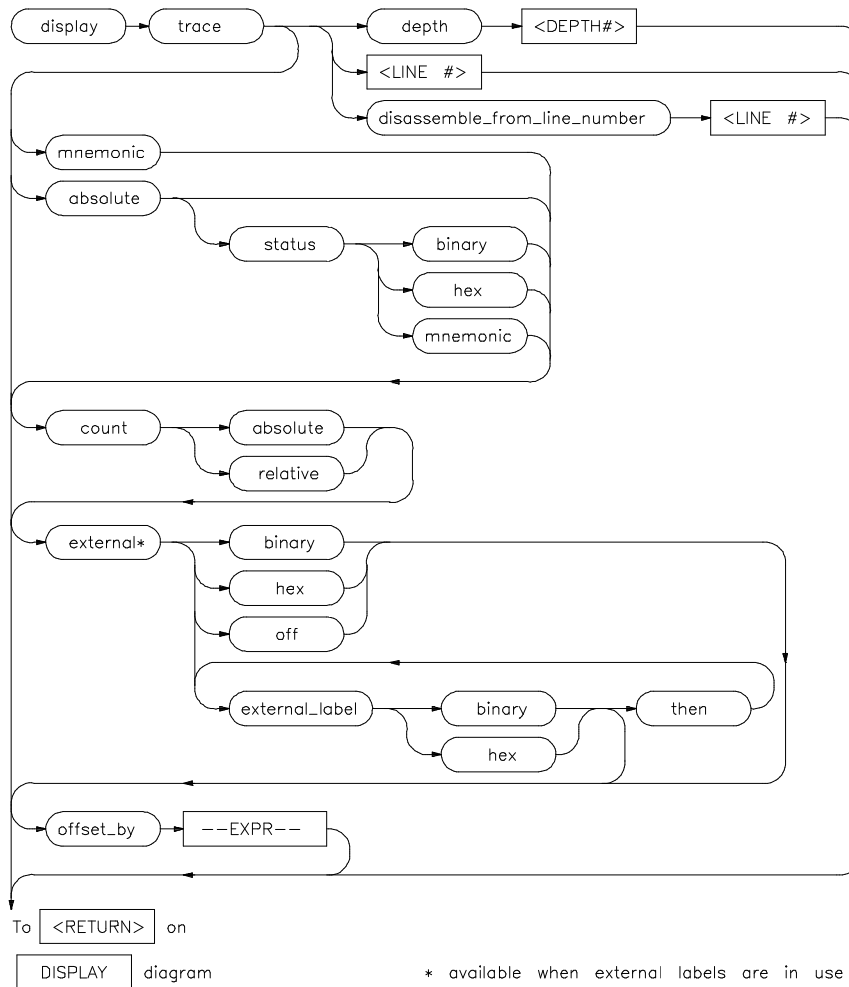 display trace depth <DEPTH#>
<LINE #>
disassemble_from_line_number <LINE #>
mnemonic
absolute
status binary
hex
mnemonic
count absolute
relative
external* binary
hex
off
external_label binary then
hex
offset_by --EXPR--
To <RETURN> on
DISPLAY diagram
* available when external labels are in use